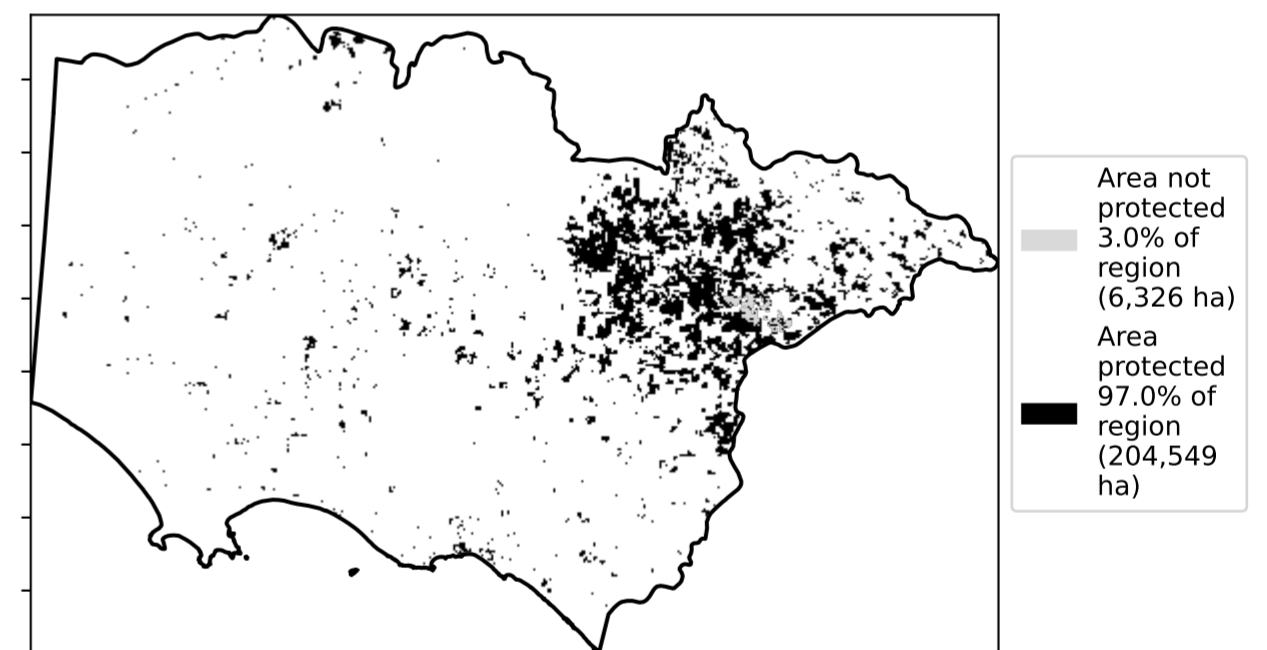 Area not
protected
3.0% of
region
(6,326 ha)
Area
protected
97.0% of
region
(204,549
ha)